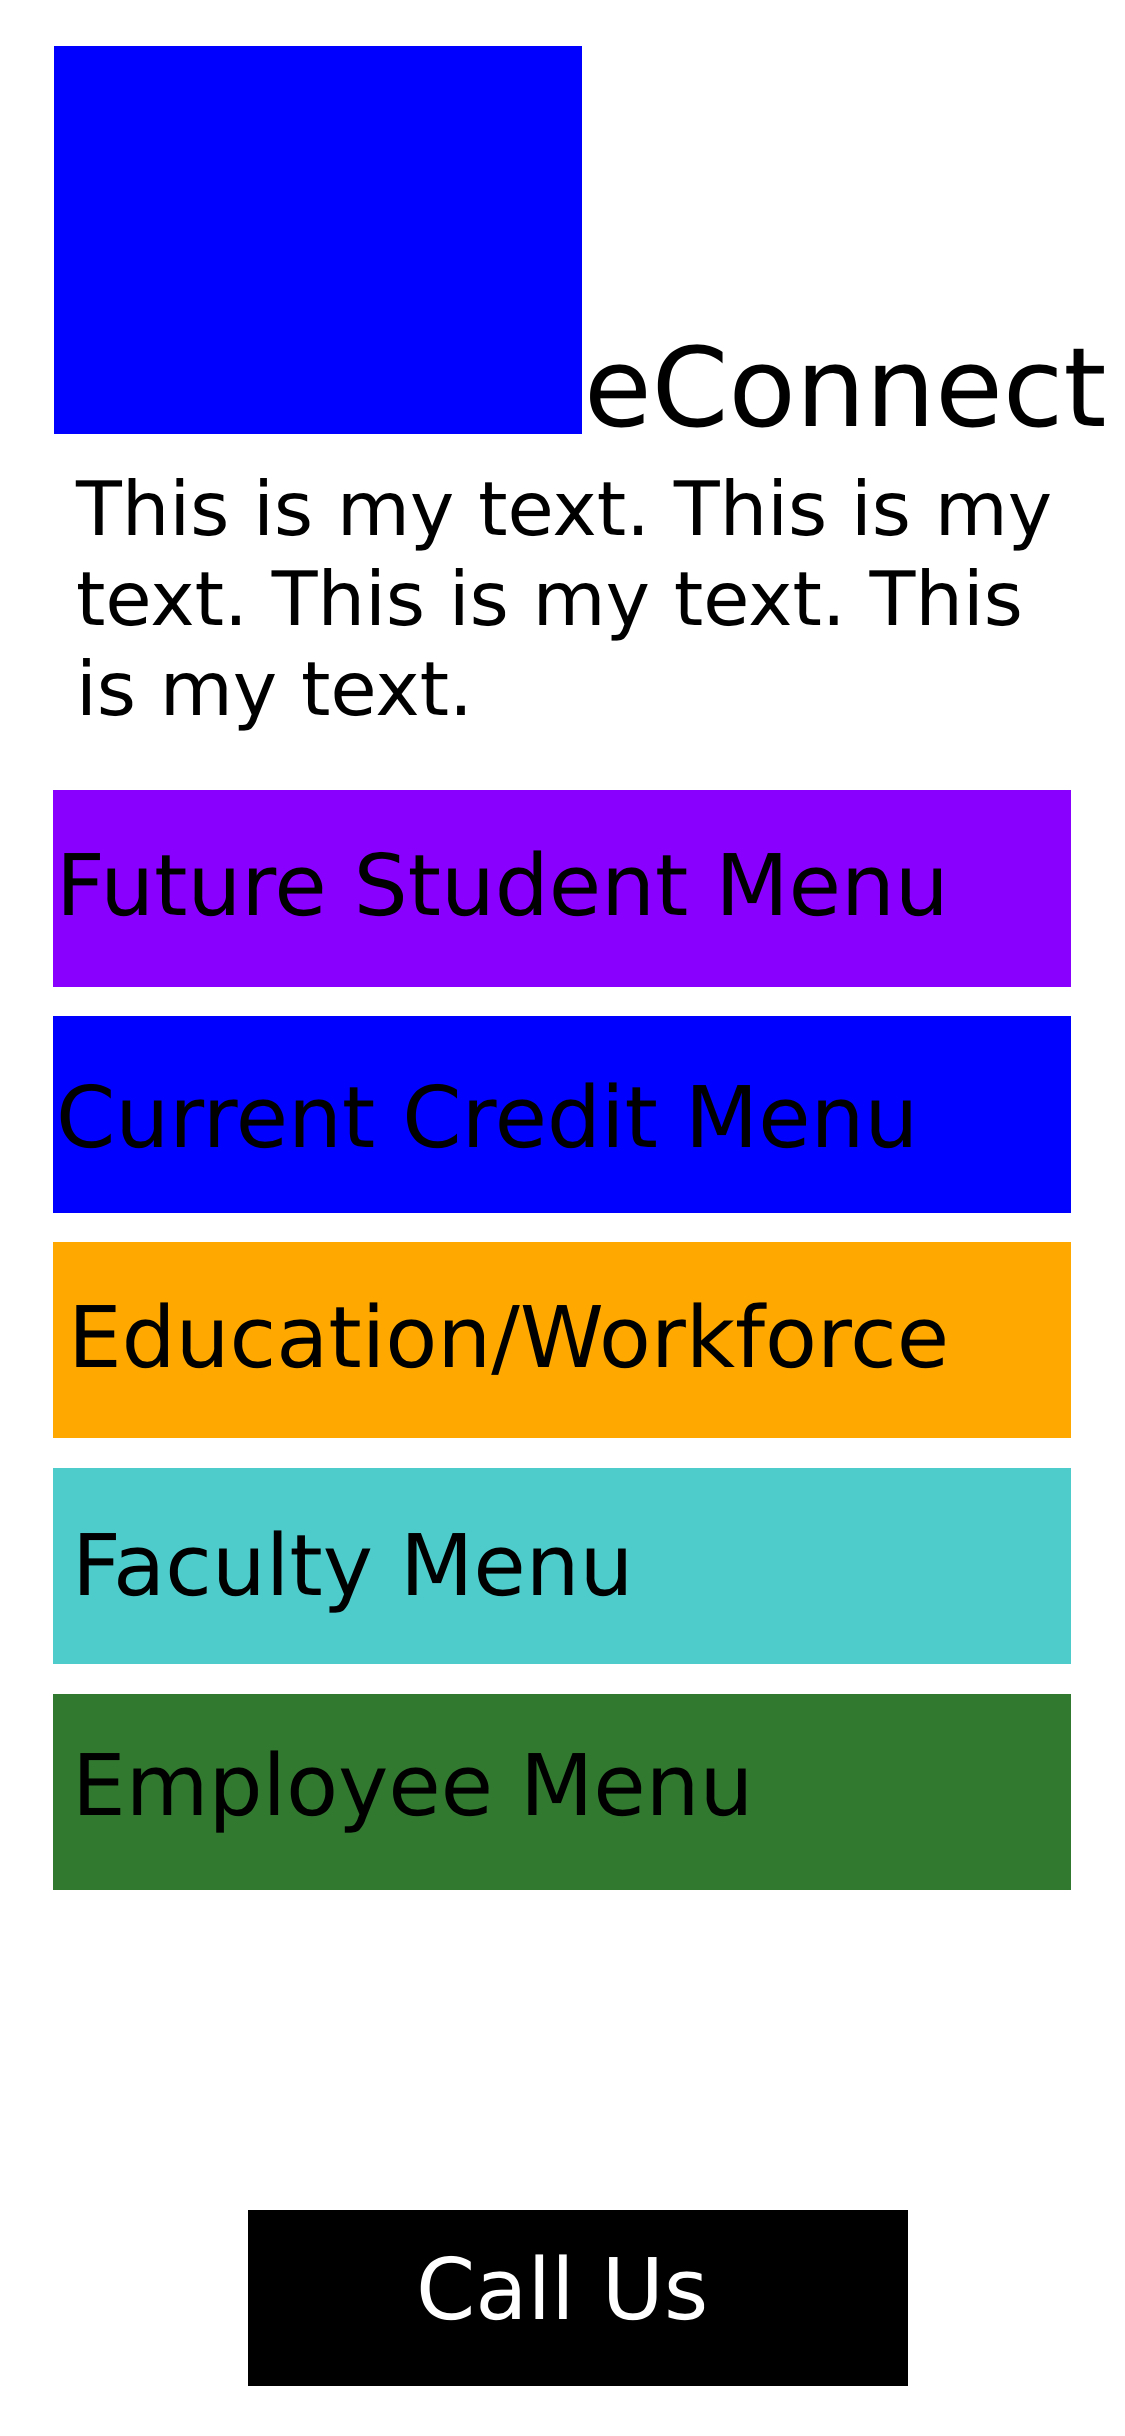 eConnect
This is my text. This is my
text. This is my text. This
is my text.
Future Student Menu
Current Credit Menu
Education/Workforce
Faculty Menu
Employee Menu
Call Us